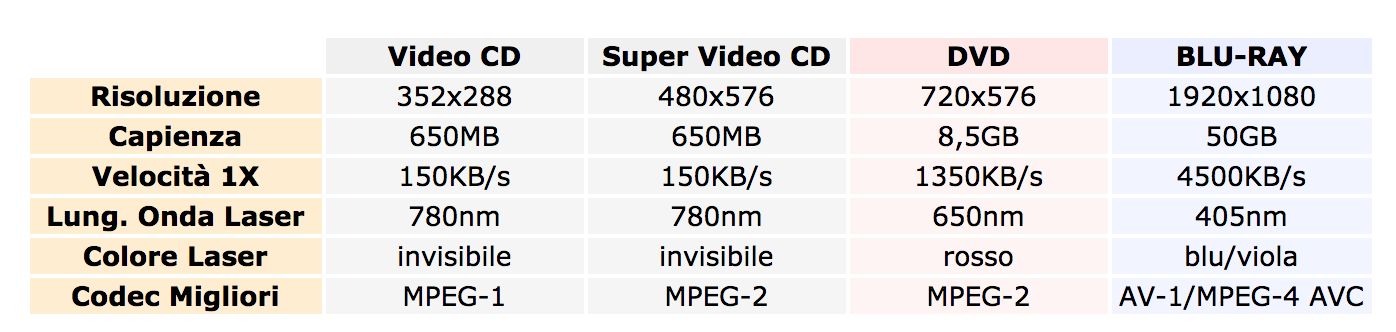 Video CD Super Video CD DVD BLU-RAY
Risoluzione 352x288 480x576 720x576 1920x1080
Capienza 650MB 650MB 8,5GB 50GB
Velocità 1X 150KB/s 150KB/s 1350KB/s 4500KB/s
Lung. Onda Laser 780nm 780nm 650nm 405nm
Colore Laser invisibile invisibile rosso blu/viola
Codec Migliori MPEG-1 MPEG-2 MPEG-2 AV-1/MPEG-4 AVC